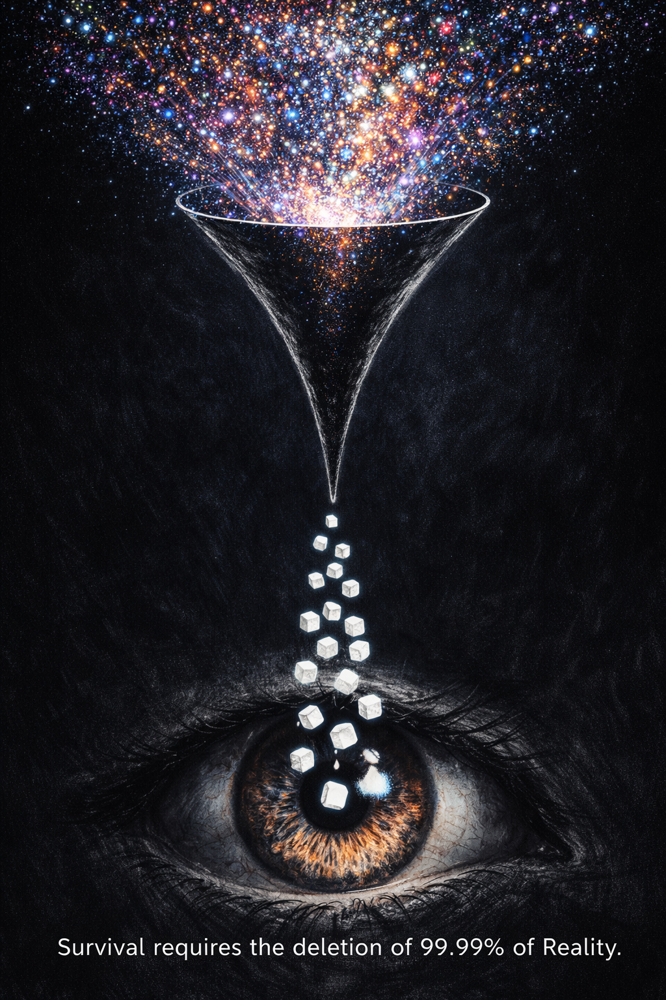 Survival requires the deletion of 99.99% of Reality.